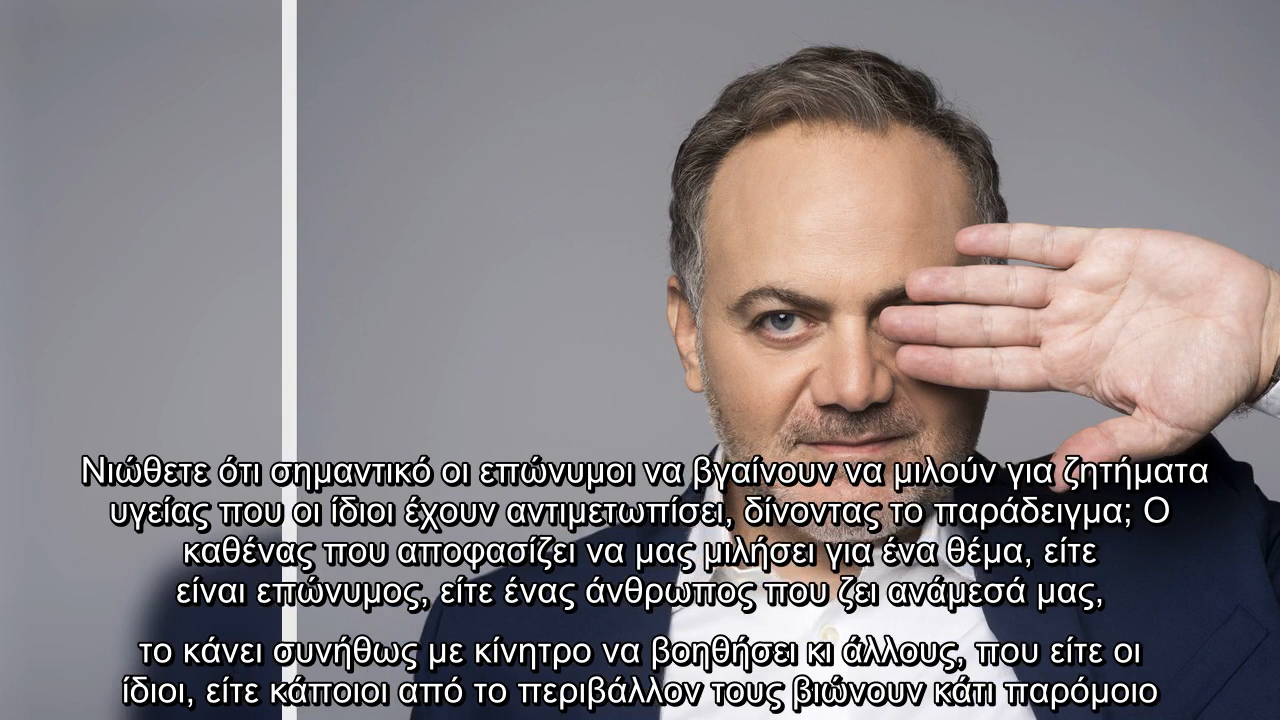 Νιώθετε ότι σημαντικό οι επώνυμοι να βγαίνουν να μιλούν για ζητήματα
υγείας που οι ίδιοι έχουν αντιμετωπίσει, δίνοντας το παράδειγμα; Ο
καθένας που αποφασίζει να μας μιλήσει για ένα θέμα, είτε
είναι επώνυμος, είτε ένας άνθρωπος που ζει ανάμεσά μας,
το κάνει συνήθως με κίνητρο να βοηθήσει κι άλλους, που είτε οι
ίδιοι, είτε κάποιοι από το περιβάλλον τους βιώνουν κάτι παρόμοιο